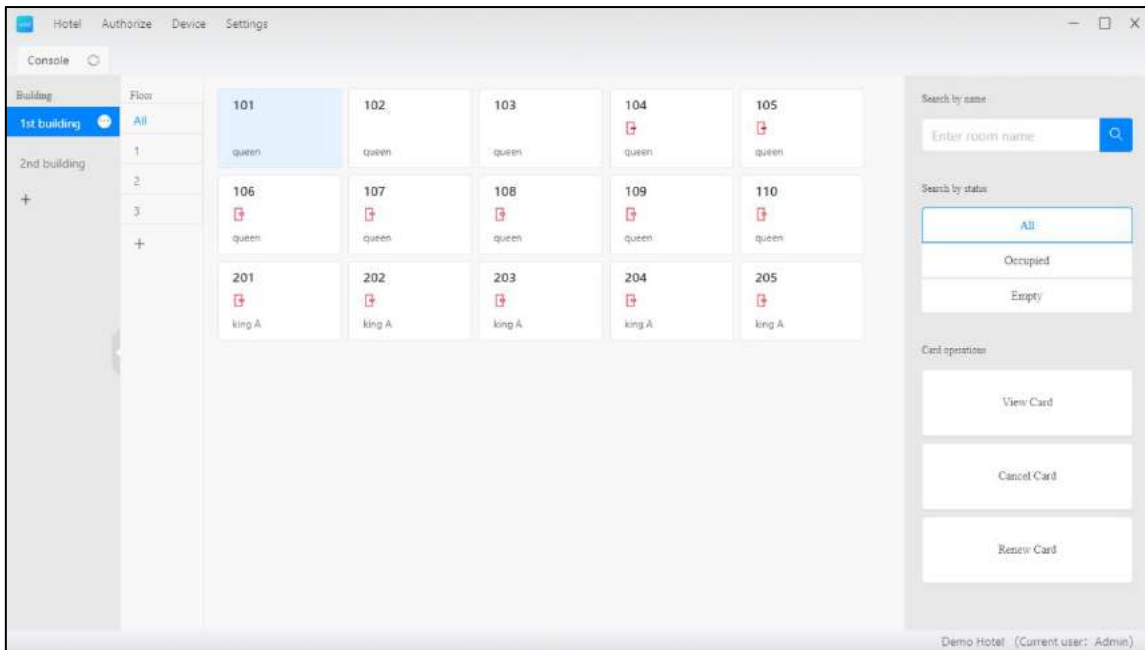 Hotel Authorize Device Settings
Console
Building
1st building
2nd building
+
Floor
All
1
2
3
+
101
queen
102
queen
103
queen
104
queen
105
queen
106
queen
107
queen
108
queen
109
queen
110
queen
201
king A
202
king A
203
king A
204
king A
205
king A
Search by name
Enter room name
Search by status
All
Occupied
Empty
Card operations
View Card
Cancel Card
Renew Card
Demo Hotel (Current user: Admin)